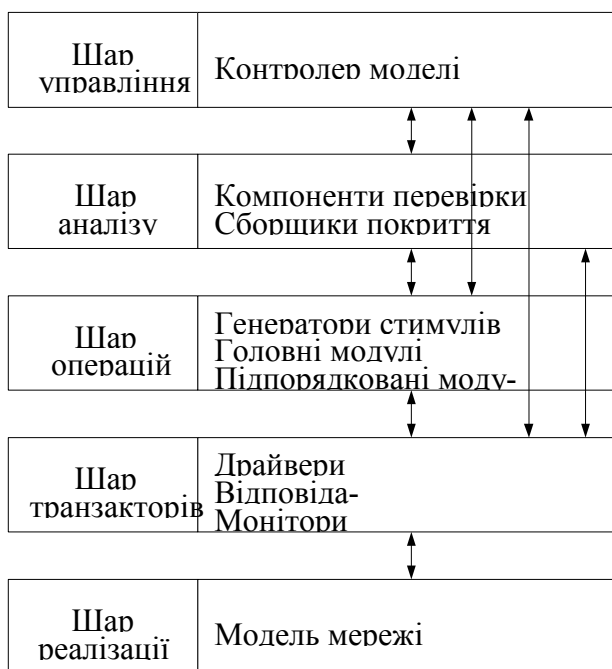 Шар
управління
Контролер моделі
Шар
аналізу
Компоненти перевірки
Сборщики покриття
Шар
операцій
Генератори стимулів
Головні модулі
Підпорядковані моду-
Шар
транзакторів
Драйвери
Відповіда-
Монітори
Шар
реалізації
Модель мережі